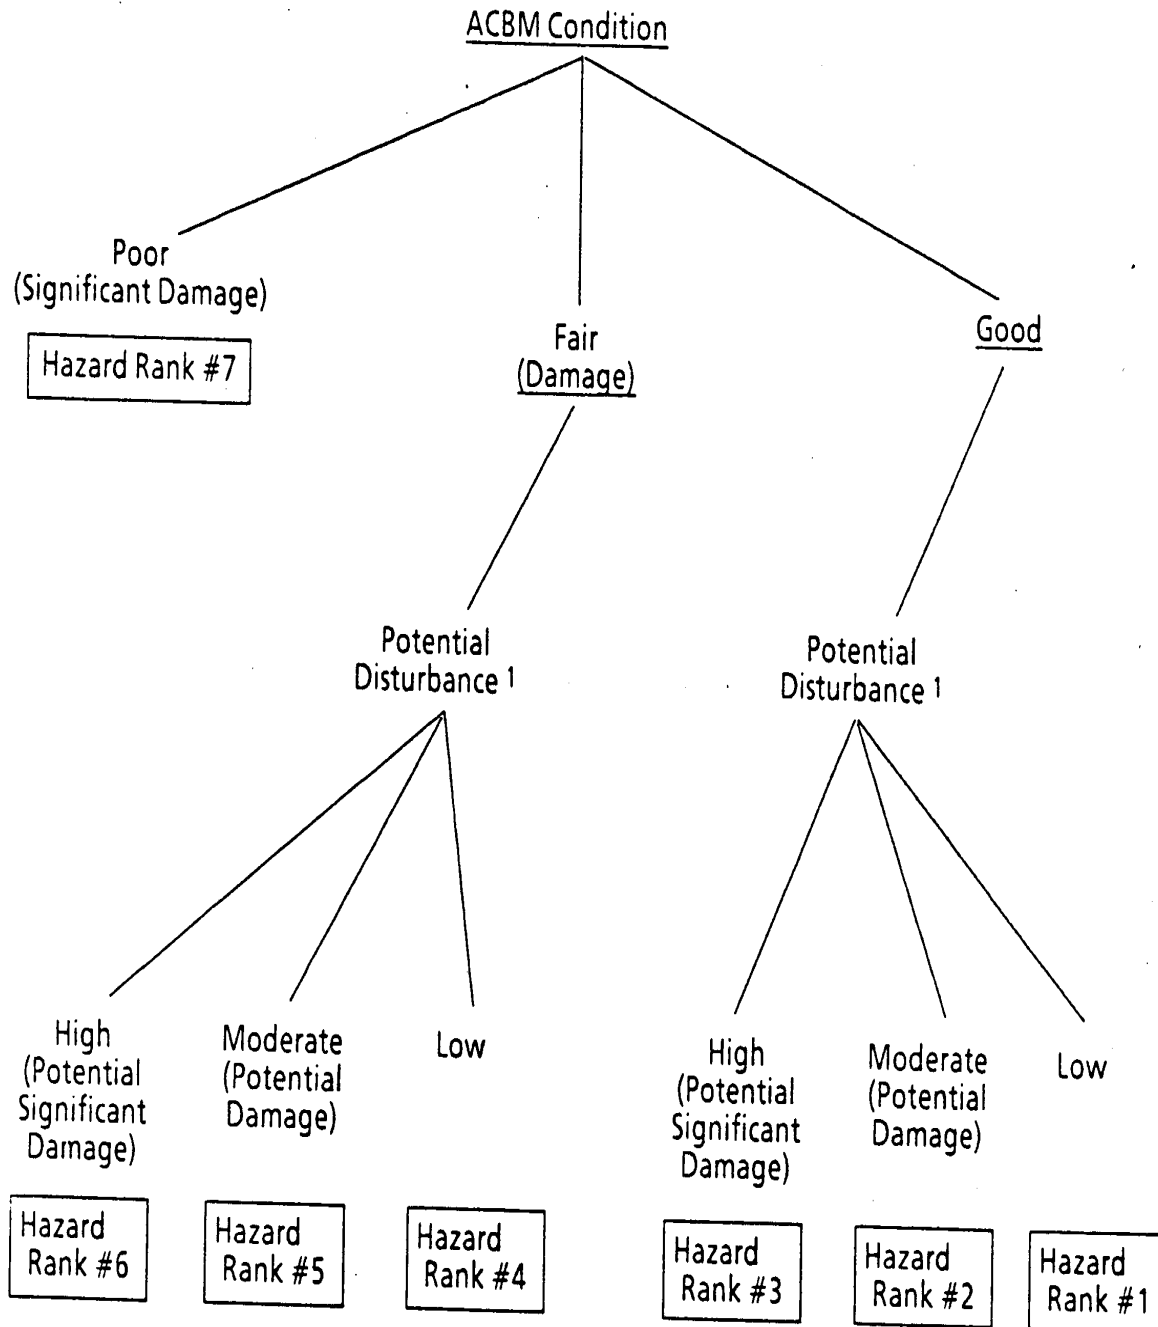 ACBM Condition
Poor
(Significant Damage)
Hazard Rank #7
Fair
(Damage)
Good
Potential
Disturbance 1
Potential
Disturbance 1
High
(Potential
Significant
Damage)
Moderate
(Potential
Damage)
Low
High
(Potential
Significant
Damage)
Moderate
(Potential
Damage)
Low
Hazard
Rank #6
Hazard
Rank #5
Hazard
Rank #4
Hazard
Rank #3
Hazard
Rank #2
Hazard
Rank #1